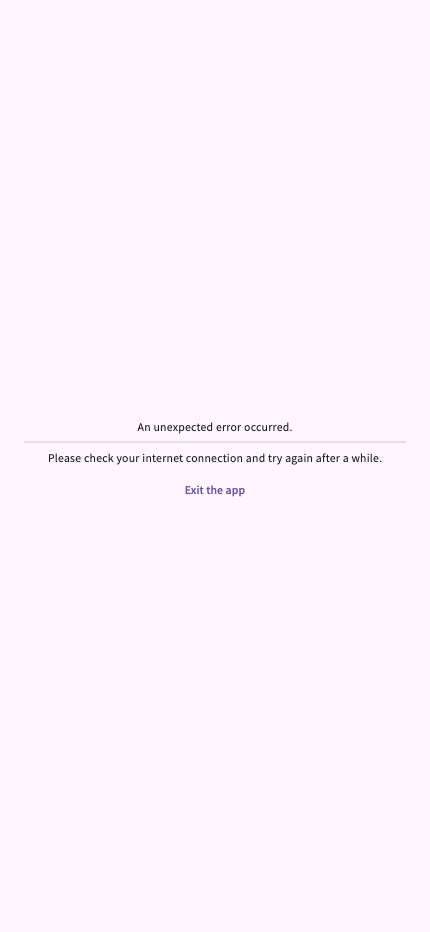 An unexpected error occurred.
Please check your internet connection and try again after a while.
Exit the app